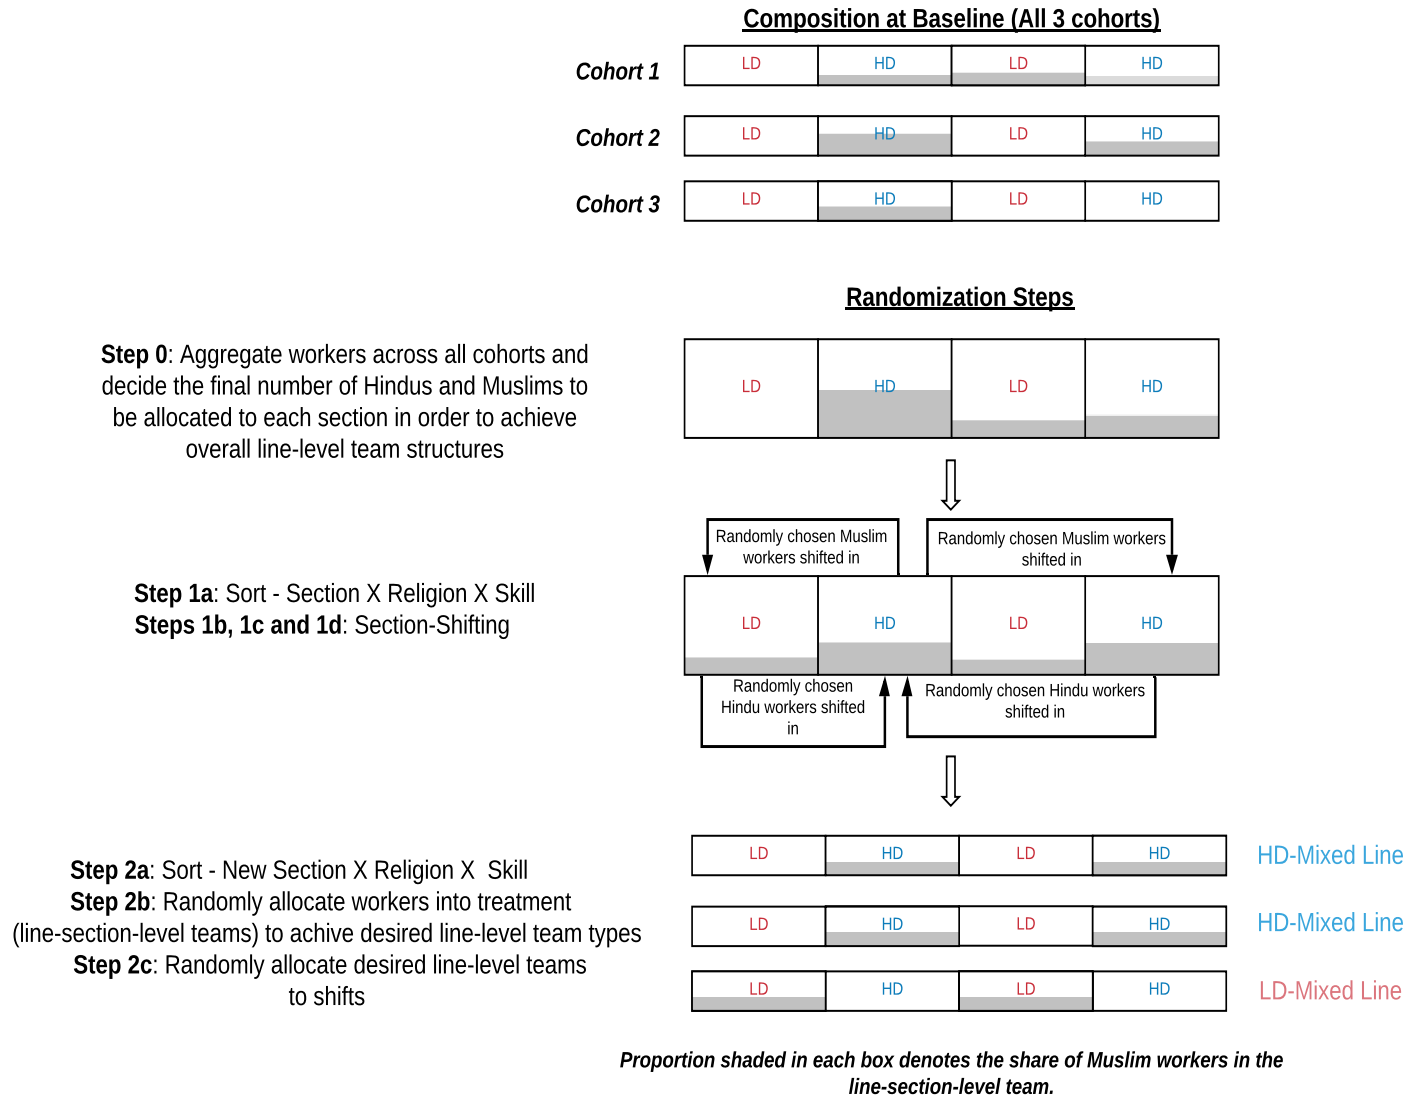 Composition at Baseline (All 3 cohorts)
Cohort 1
LD HD LD HD
Cohort 2
LD HD LD HD
Cohort 3
LD HD LD HD
Randomization Steps
Step 0: Aggregate workers across all cohorts and
decide the final number of Hindus and Muslims to
be allocated to each section in order to achieve
overall line-level team structures
LD HD LD HD
Randomly chosen Muslim
workers shifted in
Randomly chosen Muslim workers
shifted in
Step 1a: Sort - Section X Religion X Skill
Steps 1b, 1c and 1d: Section-Shifting
LD HD LD HD
Randomly chosen
Hindu workers shifted
in
Randomly chosen Hindu workers
shifted in
Step 2a: Sort - New Section X Religion X  Skill
Step 2b: Randomly allocate workers into treatment
(line-section-level teams) to achive desired line-level team types
Step 2c: Randomly allocate desired line-level teams
to shifts
LD HD LD HD HD-Mixed Line
LD HD LD HD HD-Mixed Line
LD HD LD HD LD-Mixed Line
Proportion shaded in each box denotes the share of Muslim workers in the
line-section-level team.